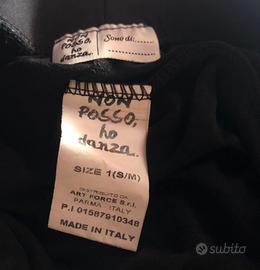 NON
POSSO,
ho
danza.
Sono di:
NON
POSSO,
ho
danza.
SIZE 1(S/M)
DISTRIBUITO DA
ART FORCE S.r.l.
PARMA ITALY
P.I 01587910348
MADE IN ITALY
subito